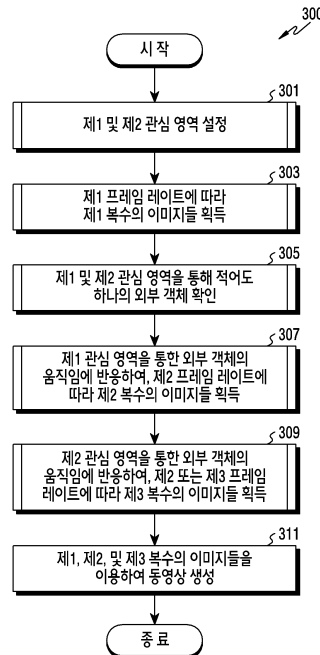 300
시작
301
제1 및 제2 관심 영역 설정
303
제1 프레임 레이트에 따라
제1 복수의 이미지들 획득
305
제1 및 제2 관심 영역을 통해 적어도
하나의 외부 객체 확인
307
제1 관심 영역을 통한 외부 객체의
움직임에 반응하여, 제2 프레임 레이트에
따라 제2 복수의 이미지들 획득
309
제2 관심 영역을 통한 외부 객체의
움직임에 반응하여, 제2 또는 제3 프레임
레이트에 따라 제3 복수의 이미지들 획득
311
제1, 제2, 및 제3 복수의 이미지들을
이용하여 동영상 생성
종료